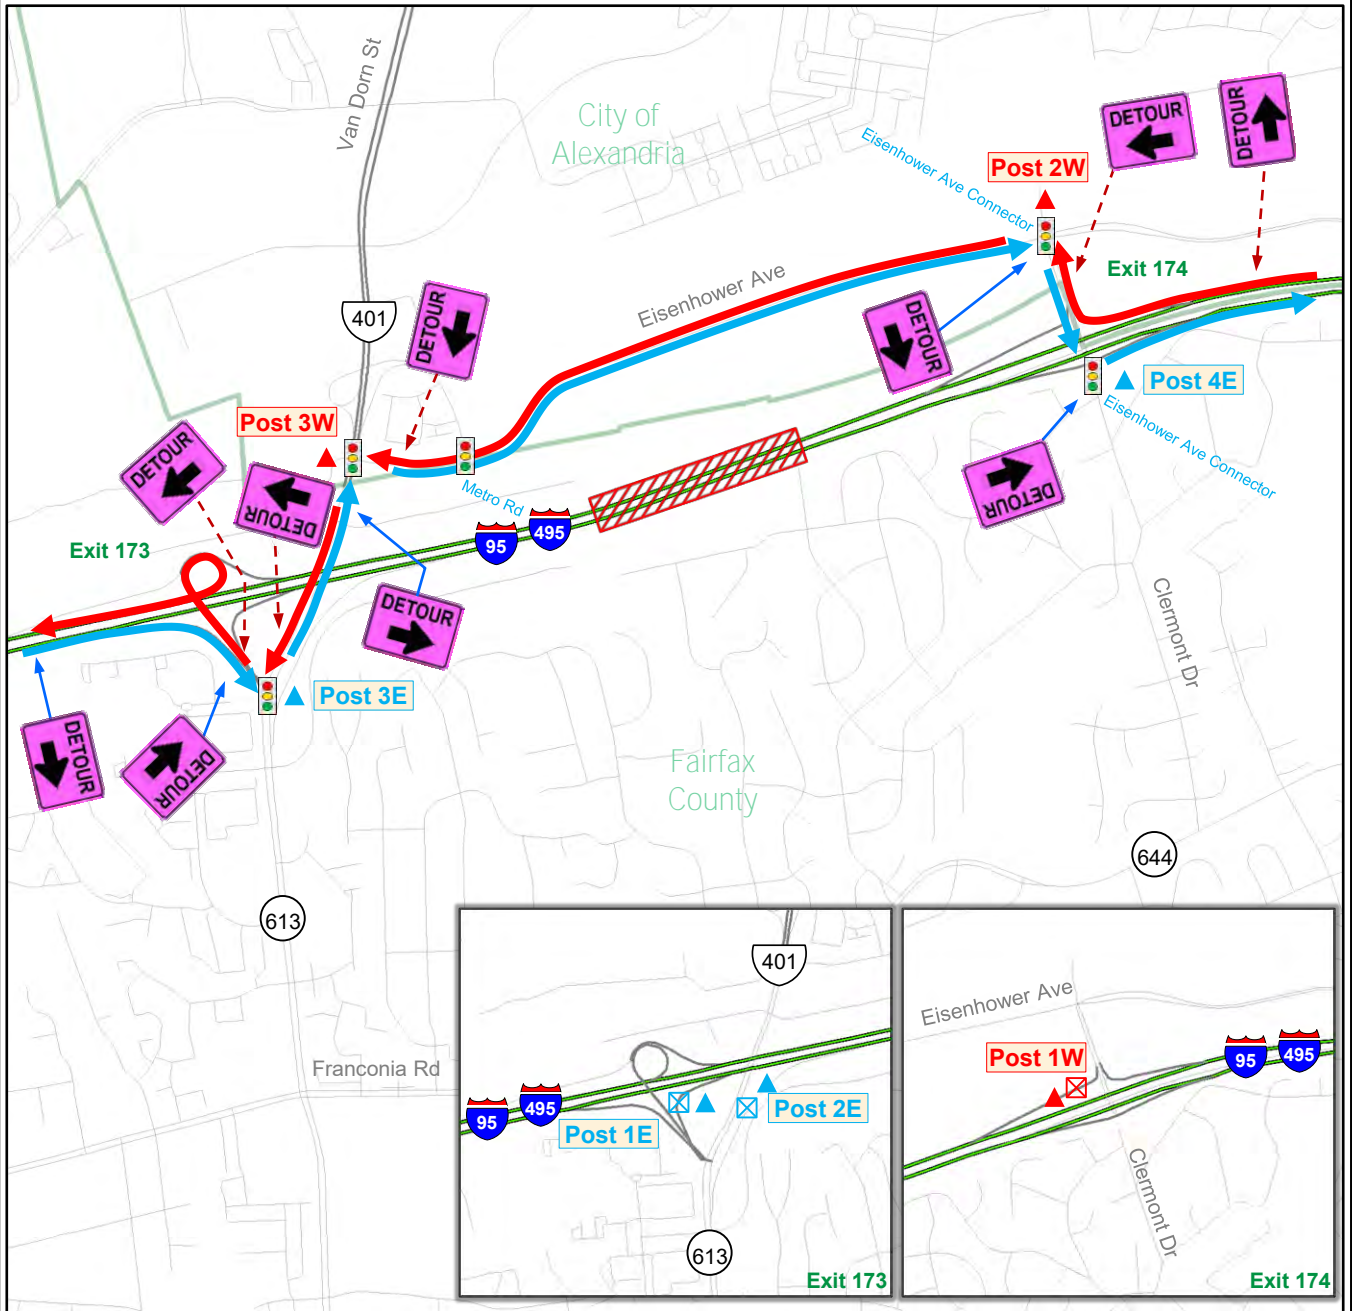 Van Dorn St
City of
Alexandria
DETOUR
DETOUR
Eisenhower Ave Connector
Post 2W
Exit 174
Eisenhower Ave
401
DETOUR
DETOUR
Post 4E
Eisenhower Ave Connector
Post 3W
DETOUR
DETOUR
Metro Rd
DETOUR
95
495
Exit 173
DETOUR
Clermont Dr
Post 3E
DETOUR
DETOUR
Fairfax
County
644
613
Franconia Rd
401
95
495
Post 1E
Post 2E
613
Exit 173
Eisenhower Ave
Post 1W
95
495
Clermont Dr
Exit 174